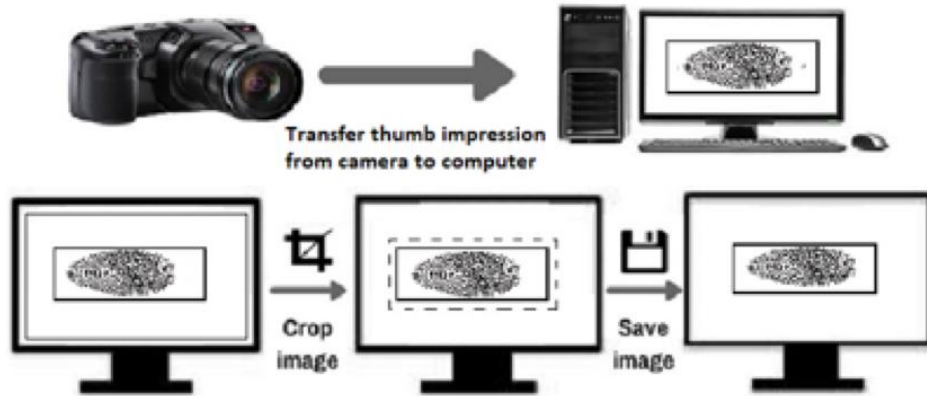 Transfer thumb impression
from camera to computer
Crop
image
Save
image